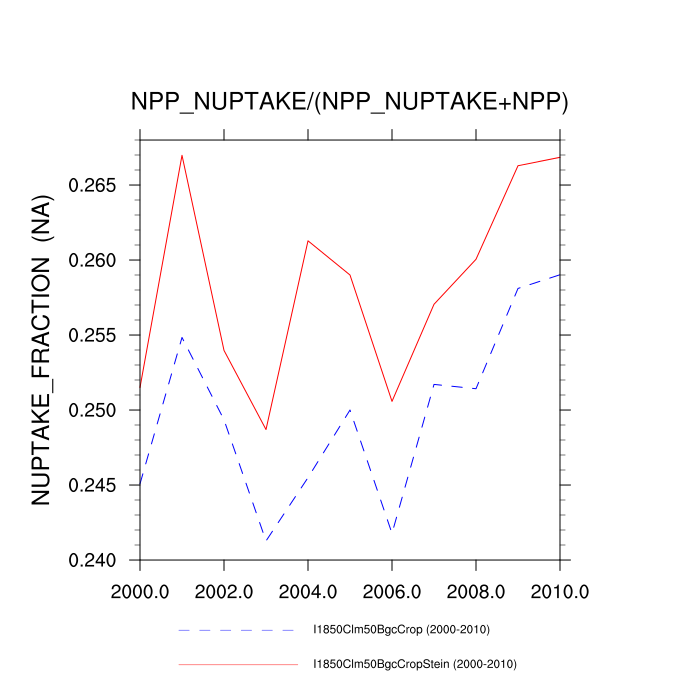 NPP_NUPTAKE/(NPP_NUPTAKE+NPP)
NUPTAKE_FRACTION (NA)
0.265
0.260
0.255
0.250
0.245
0.240
2000.0 2002.0 2004.0 2006.0 2008.0 2010.0
I1850Clm50BgcCrop (2000-2010)
I1850Clm50BgcCropStein (2000-2010)